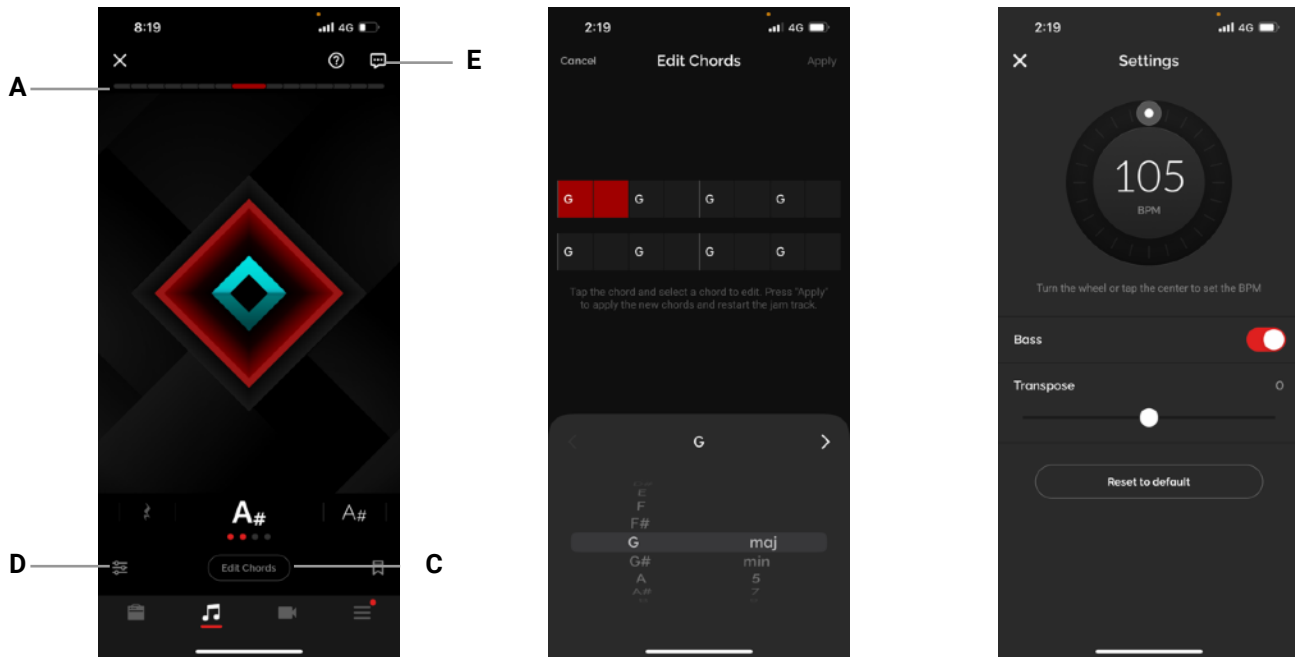 8:19
4G
E
A
A#
A#
D
Edit Chords
C
2:19
4G
Cancel
Edit Chords
Apply
G
G
G
G
G
G
G
G
Tap the chord and select a chord to edit. Press "Apply"
to apply the new chords and restart the jam track.
G
E
F
F#
G maj
G# min
A 5
A# 7
2:19
4G
Settings
105
BPM
Turn the wheel or tap the center to set the BPM
Bass
Transpose 0
Reset to default